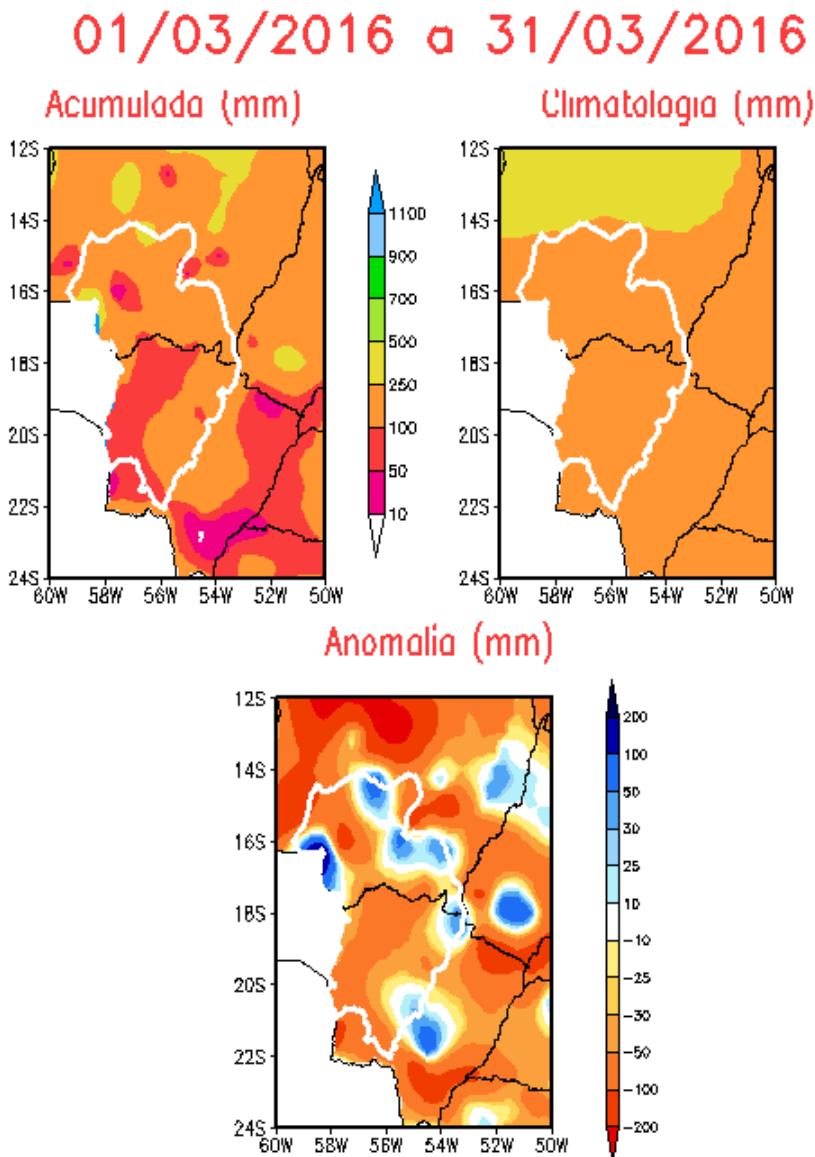 01/03/2016 a 31/03/2016
Acumulada (mm)
12S
14S
16S
18S
20S
22S
24S
60W 58W 56W 54W 52W 50W
1100
900
700
500
250
100
50
10
Climatologia (mm)
12S
14S
16S
18S
20S
22S
24S
60W 58W 56W 54W 52W 50W
Anomalia (mm)
12S
14S
16S
18S
20S
22S
24S
60W 58W 56W 54W 52W 50W
200
100
50
30
25
10
-10
-25
-30
-50
-100
-200